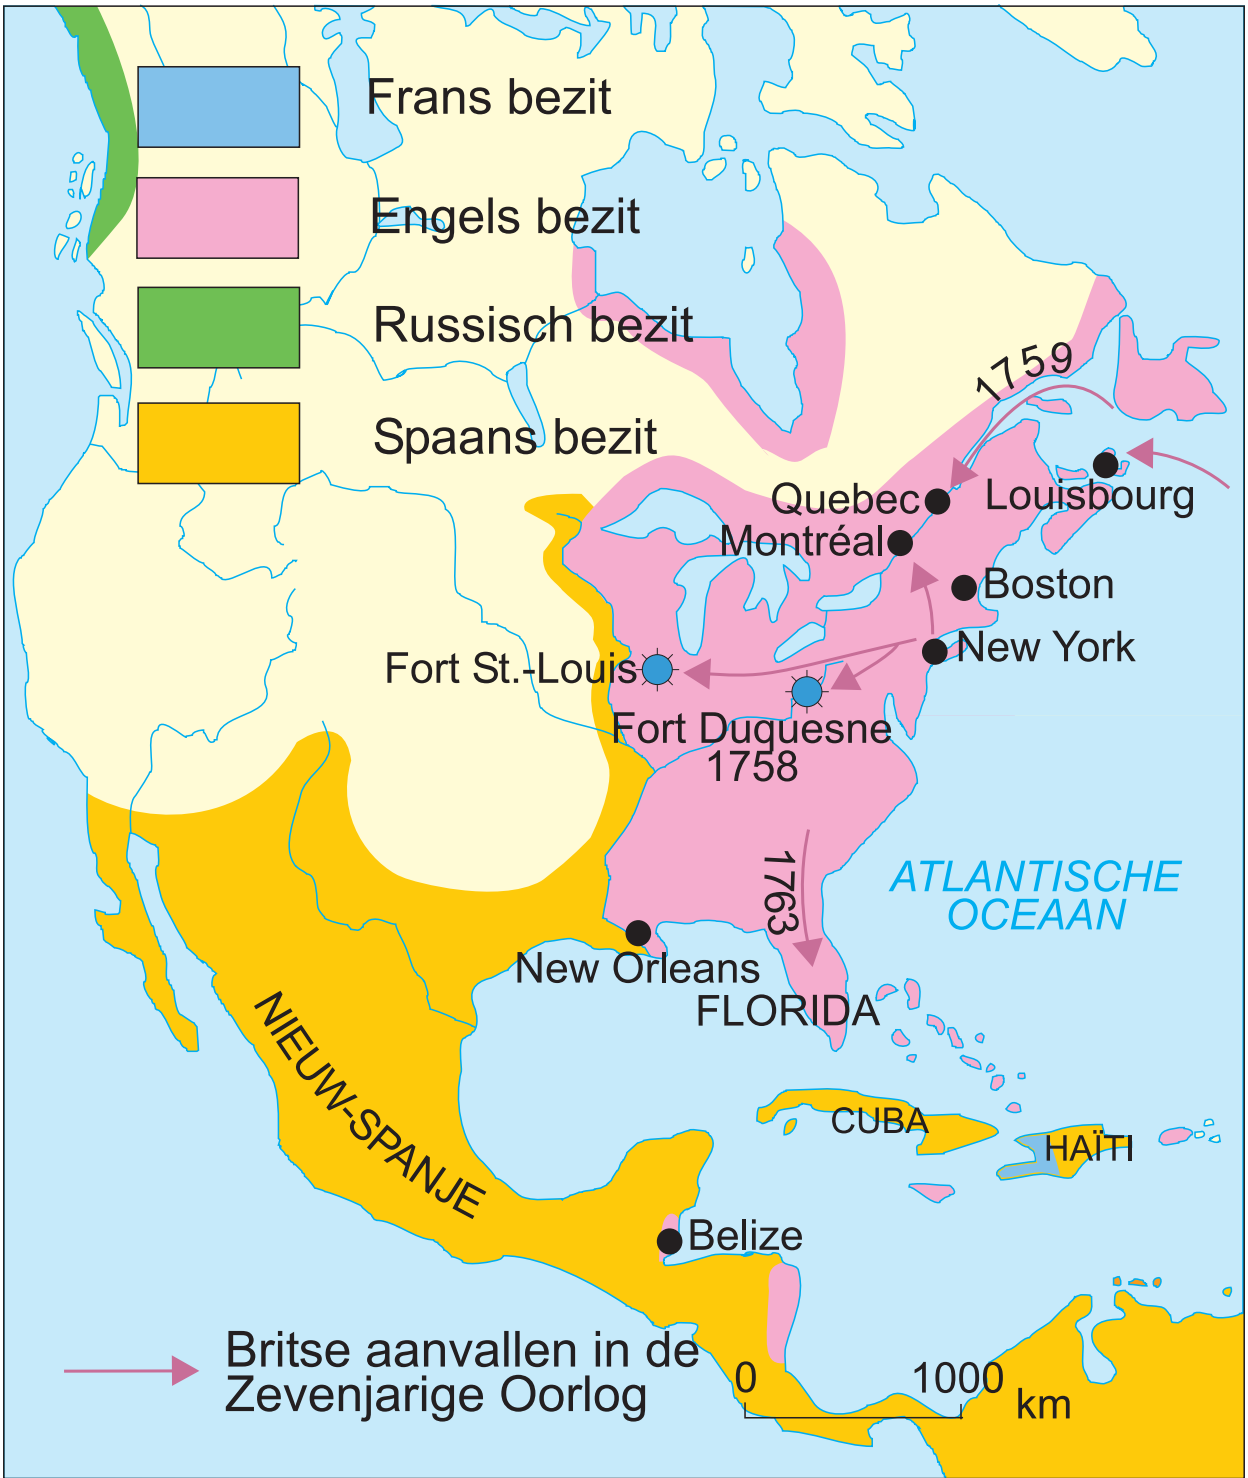 Frans bezit
Engels bezit
Russisch bezit
Spaans bezit
1759
Quebec
Louisbourg
Montréal
Boston
New York
Fort St.-Louis
Fort Duquesne
1758
1763
ATLANTISCHE
OCEAAN
New Orleans
FLORIDA
NIEUW-SPANJE
CUBA
HAÏTI
Belize
Britse aanvallen in de
Zevenjarige Oorlog
0 1000 km